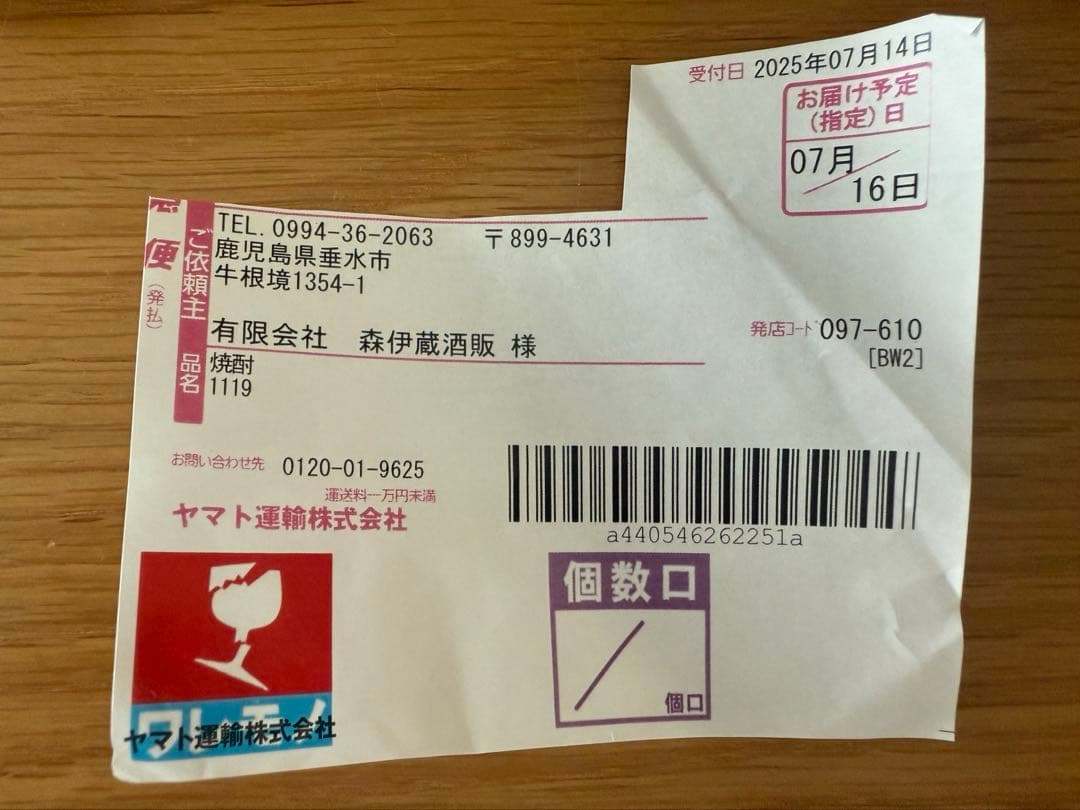 受付日 2025年07月14日
お届け予定
(指定)日
07月
16日
便
(発払)
ご依頼主
TEL. 0994-36-2063 〒899-4631
鹿児島県垂水市
牛根境1354-1
有限会社 森伊蔵酒販 様
発店コード 097-610
[BW2]
品名
焼酎
1119
お問い合わせ先 0120-01-9625
運送料一万円未満
ヤマト運輸株式会社
a440546262251a
個数口
個口
ワレモノ
ヤマト運輸株式会社